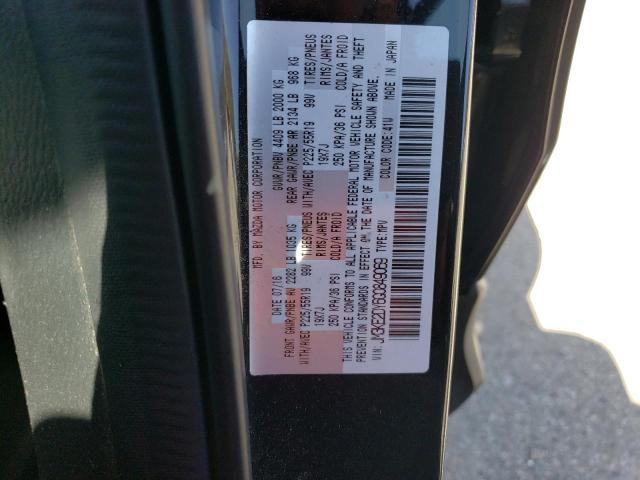 MFD. BY MAZDA MOTOR CORPORATION
DATE 07/16 GVWR/PNBV 4409 LB 2000 KG
FRONT GAWR/PNBE AV 2282 LB 1035 KG REAR GAWR/PNBE AR 2134 LB 968 KG
WITH/AVEC P225/55R19 99V TIRES/PNEUS WITH/AVEC P225/55R19 99V TIRES/PNEUS
19X7J RIMS/JANTES 19X7J RIMS/JANTES
250 KPA/36 PSI COLD/A FROID 250 KPA/36 PSI COLD/A FROID
THIS VEHICLE CONFORMS TO ALL APPLICABLE FEDERAL MOTOR VEHICLE SAFETY AND THEFT
PREVENTION STANDARDS IN EFFECT ON THE DATE OF MANUFACTURE SHOWN ABOVE.
VIN: JM3KE2DY6G0849069 TYPE: MPV COLOR CODE: 41V MADE IN JAPAN